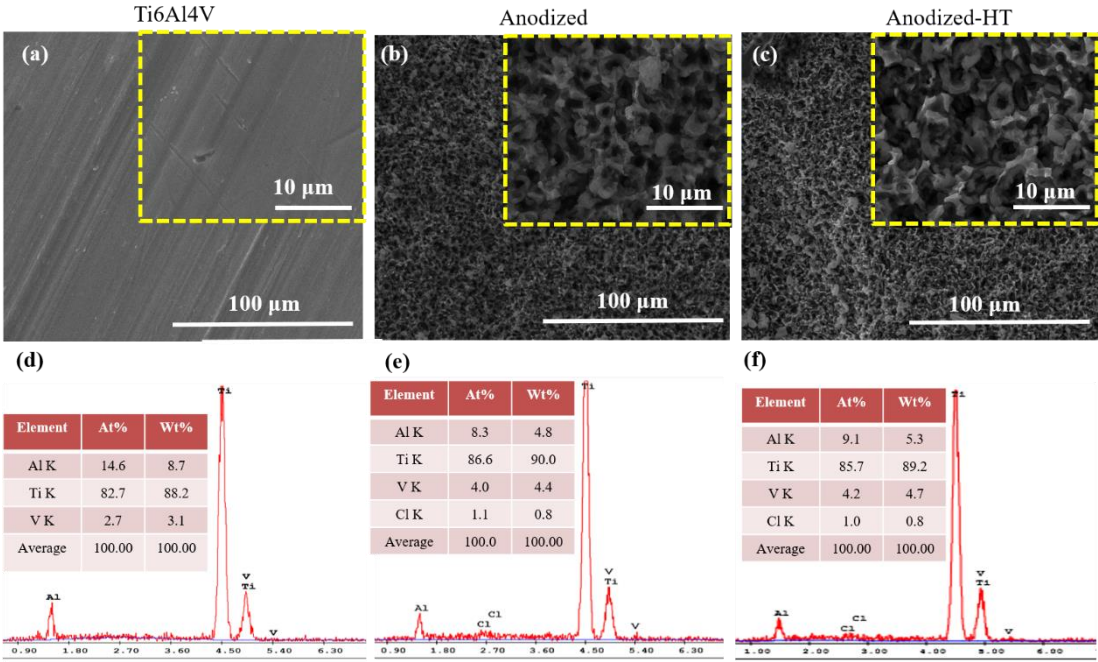 Ti6Al4V
Anodized
Anodized-HT
(a)
10 µm
100 µm
(b)
10 µm
100 µm
(c)
10 µm
100 µm
(d)
Element At% Wt%
Al K 14.6 8.7
Ti K 82.7 88.2
V K 2.7 3.1
Average 100.00 100.00
Ti
Al
V
Ti
V
0.90 1.80 2.70 3.60 4.50 5.40 6.30
(e)
Element At% Wt%
Al K 8.3 4.8
Ti K 86.6 90.0
V K 4.0 4.4
Cl K 1.1 0.8
Average 100.0 100.00
Ti
Al
Cl
Cl
V
Ti
V
0.90 1.80 2.70 3.60 4.50 5.40 6.30
(f)
Element At% Wt%
Al K 9.1 5.3
Ti K 85.7 89.2
V K 4.2 4.7
Cl K 1.0 0.8
Average 100.00 100.00
Ti
Al
Cl
Cl
V
Ti
V
1.00 2.00 3.00 4.00 5.00 6.00